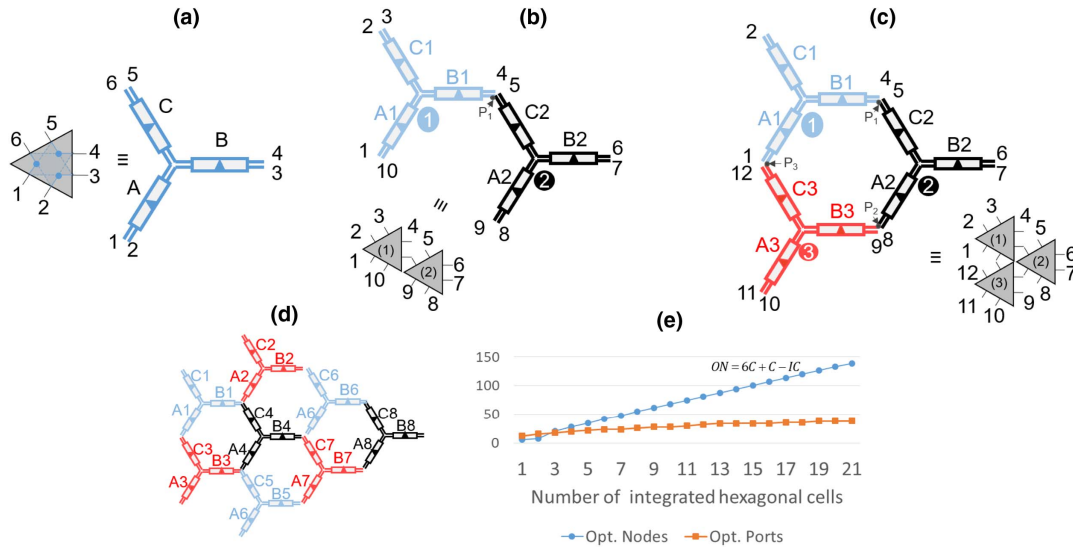 (a)
6 5
C
B
4
3
A
1
2
6
5
4
3
1
2
≡
(b)
2 3
C1
B1
4
5
A1
1
P1
C2
10
B2
6
7
A2
2
9
8
≡
3
4
2
5
(1)
1
6
(2)
7
10
9
8
(c)
2
C1
B1
4
5
A1
1
P1
C2
1
P3
12
B2
6
7
A2
2
C3
P2
B3
9 8
A3
3
11
10
≡
3
2
4
(1)
5
1
6
(2)
12
7
(3)
8
11
9
10
(d)
C2
B2
C1
A2
C6
B1
B6
A1
C4
A6
C8
B4
B8
C3
A4
C7
A8
B3
B7
A3
C5
A7
B5
A6
(e)
150
ON = 6C + C − IC
100
50
0
1 3 5 7 9 11 13 15 17 19 21
Number of integrated hexagonal cells
Opt. Nodes Opt. Ports